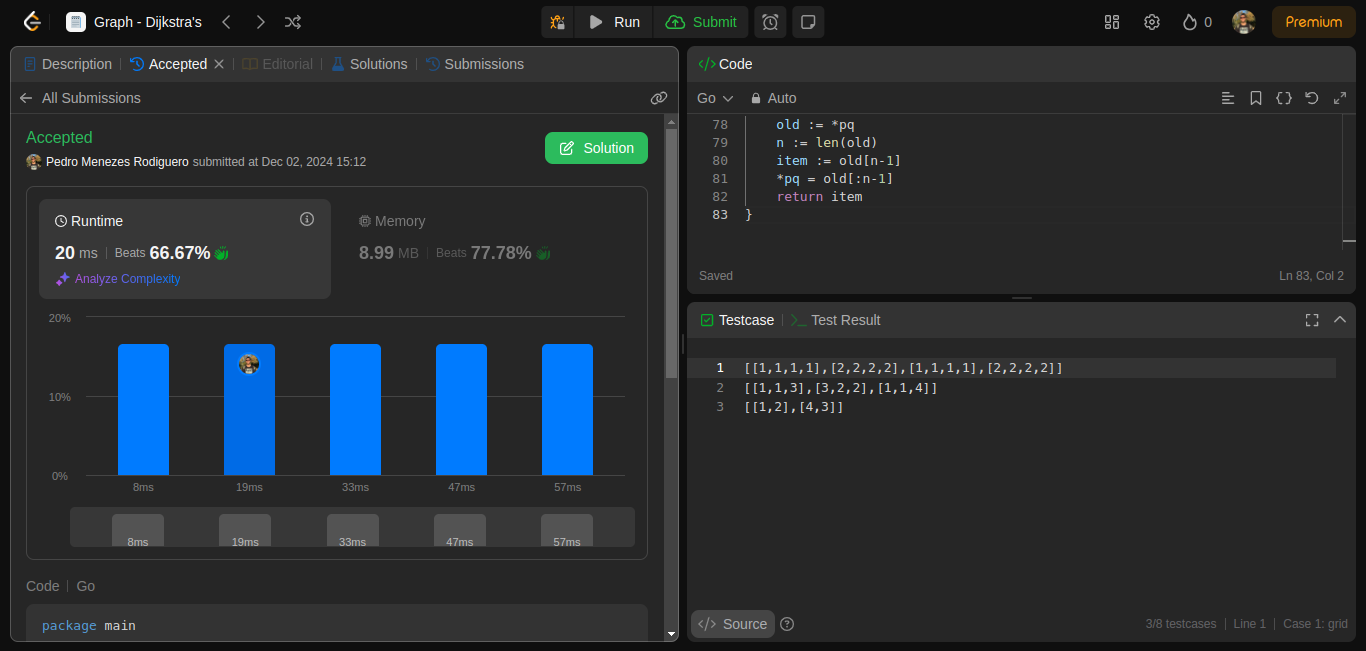 Graph - Dijkstra's
Run
Submit
0
Premium
Description
Accepted
Editorial
Solutions
Submissions
All Submissions
Accepted
Pedro Menezes Rodiguero submitted at Dec 02, 2024 15:12
Solution
Runtime
20 ms
Beats 66.67%
Analyze Complexity
Memory
8.99 MB
Beats 77.78%
20%
10%
0%
8ms 19ms 33ms 47ms 57ms
8ms 19ms 33ms 47ms 57ms
Code
Go
package main
</> Code
Go
Auto
78 old := *pq
79 n := len(old)
80 item := old[n-1]
81 *pq = old[:n-1]
82 return item
83 }
Saved
Ln 83, Col 2
Testcase
Test Result
1 [[1,1,1,1],[2,2,2,2],[1,1,1,1],[2,2,2,2]]
2 [[1,1,3],[3,2,2],[1,1,4]]
3 [[1,2],[4,3]]
</> Source
3/8 testcases
Line 1
Case 1: grid